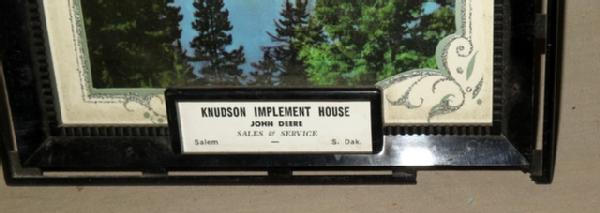 KNUDSON IMPLEMENT HOUSE
JOHN DEERE
SALES & SERVICE
Salem — S. Dak.